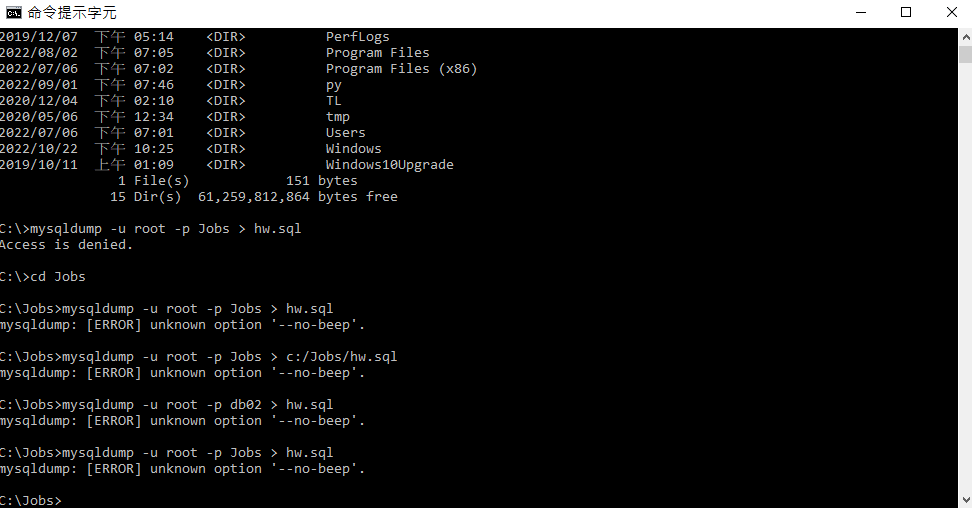 命令提示字元
2019/12/07  下午 05:14    <DIR>          PerfLogs
2022/08/02  下午 07:05    <DIR>          Program Files
2022/07/06  下午 07:02    <DIR>          Program Files (x86)
2022/09/01  下午 07:46    <DIR>          py
2020/12/04  下午 02:10    <DIR>          TL
2020/05/06  下午 12:34    <DIR>          tmp
2022/07/06  下午 07:01    <DIR>          Users
2022/10/22  下午 10:25    <DIR>          Windows
2019/10/11  上午 01:09    <DIR>          Windows10Upgrade
1 File(s)            151 bytes
15 Dir(s)  61,259,812,864 bytes free
C:\>mysqldump -u root -p Jobs > hw.sql
Access is denied.
C:\>cd Jobs
C:\Jobs>mysqldump -u root -p Jobs > hw.sql
mysqldump: [ERROR] unknown option '--no-beep'.
C:\Jobs>mysqldump -u root -p Jobs > c:/Jobs/hw.sql
mysqldump: [ERROR] unknown option '--no-beep'.
C:\Jobs>mysqldump -u root -p db02 > hw.sql
mysqldump: [ERROR] unknown option '--no-beep'.
C:\Jobs>mysqldump -u root -p Jobs > hw.sql
mysqldump: [ERROR] unknown option '--no-beep'.
C:\Jobs>